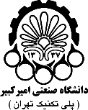 دانشگاه صنعتی امیرکبیر
( پلی تکنیک تهران )